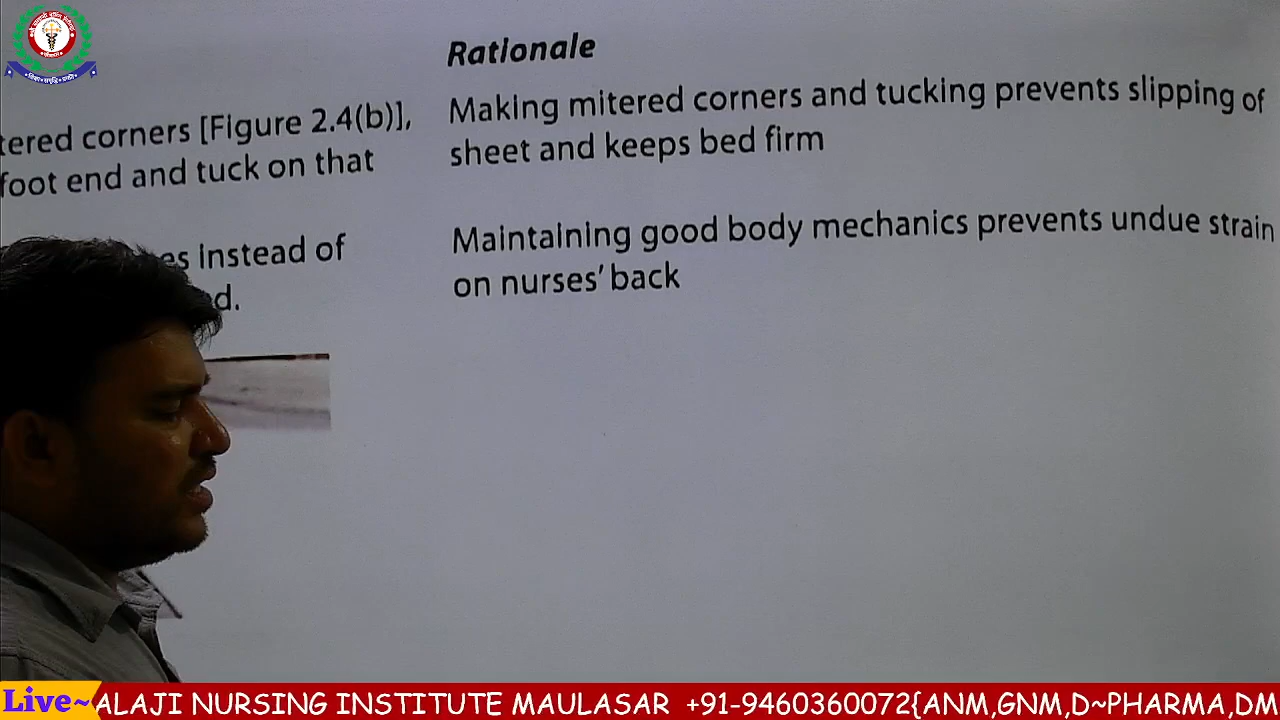 Rationale
tered corners [Figure 2.4(b)],
foot end and tuck on that
Making mitered corners and tucking prevents slipping of
sheet and keeps bed firm
es instead of
d.
Maintaining good body mechanics prevents undue strain
on nurses' back
Live~
ALAJI NURSING INSTITUTE MAULASAR +91-9460360072{ANM,GNM,D~PHARMA,DM